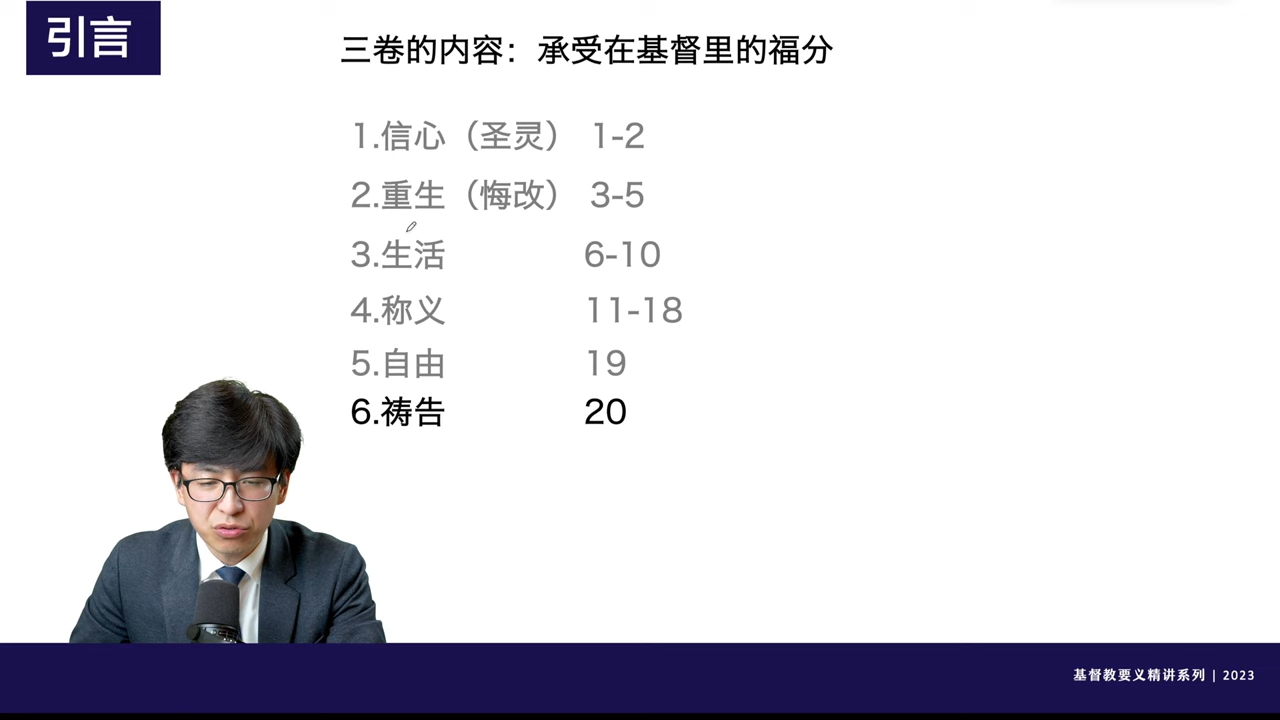 引言
三卷的内容：承受在基督里的福分
1.信心（圣灵） 1-2
2.重生（悔改） 3-5
3.生活 6-10
4.称义 11-18
5.自由 19
6.祷告 20
基督教要义精讲系列 | 2023